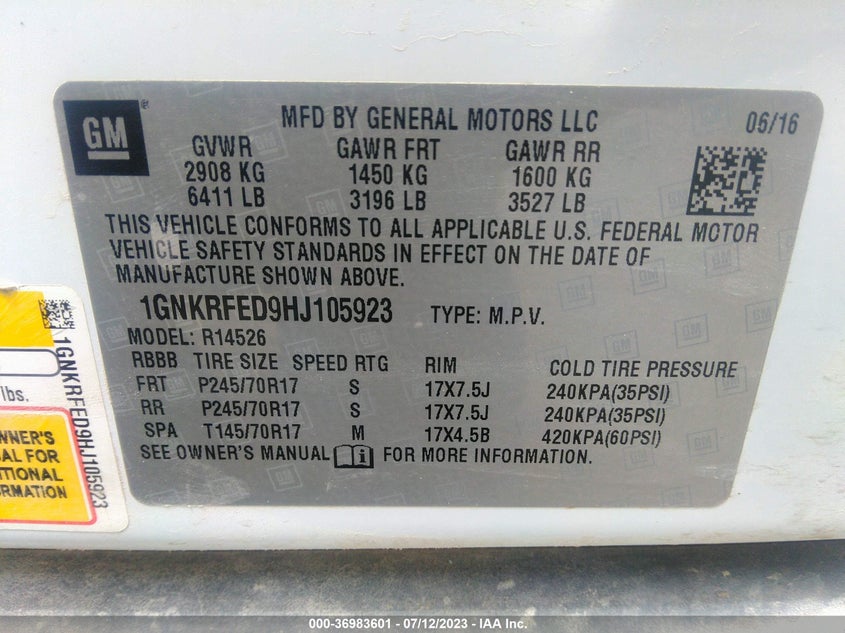 GM
MFD BY GENERAL MOTORS LLC
06/16
GVWR GAWR FRT GAWR RR
2908 KG 1450 KG 1600 KG
6411 LB 3196 LB 3527 LB
THIS VEHICLE CONFORMS TO ALL APPLICABLE U.S. FEDERAL MOTOR
VEHICLE SAFETY STANDARDS IN EFFECT ON THE DATE OF
MANUFACTURE SHOWN ABOVE.
1GNKRFED9HJ105923 TYPE: M.P.V.
MODEL: R14526
RBBB TIRE SIZE SPEED RTG RIM COLD TIRE PRESSURE
FRT P245/70R17 S 17X7.5J 240KPA(35PSI)
RR P245/70R17 S 17X7.5J 240KPA(35PSI)
SPA T145/70R17 M 17X4.5B 420KPA(60PSI)
SEE OWNER'S MANUAL FOR MORE INFORMATION.
lbs.
WNER'S
AL FOR
ITIONAL
ORMATION
1GNKRFED9HJ105923
000-36983601 - 07/12/2023 - IAA Inc.